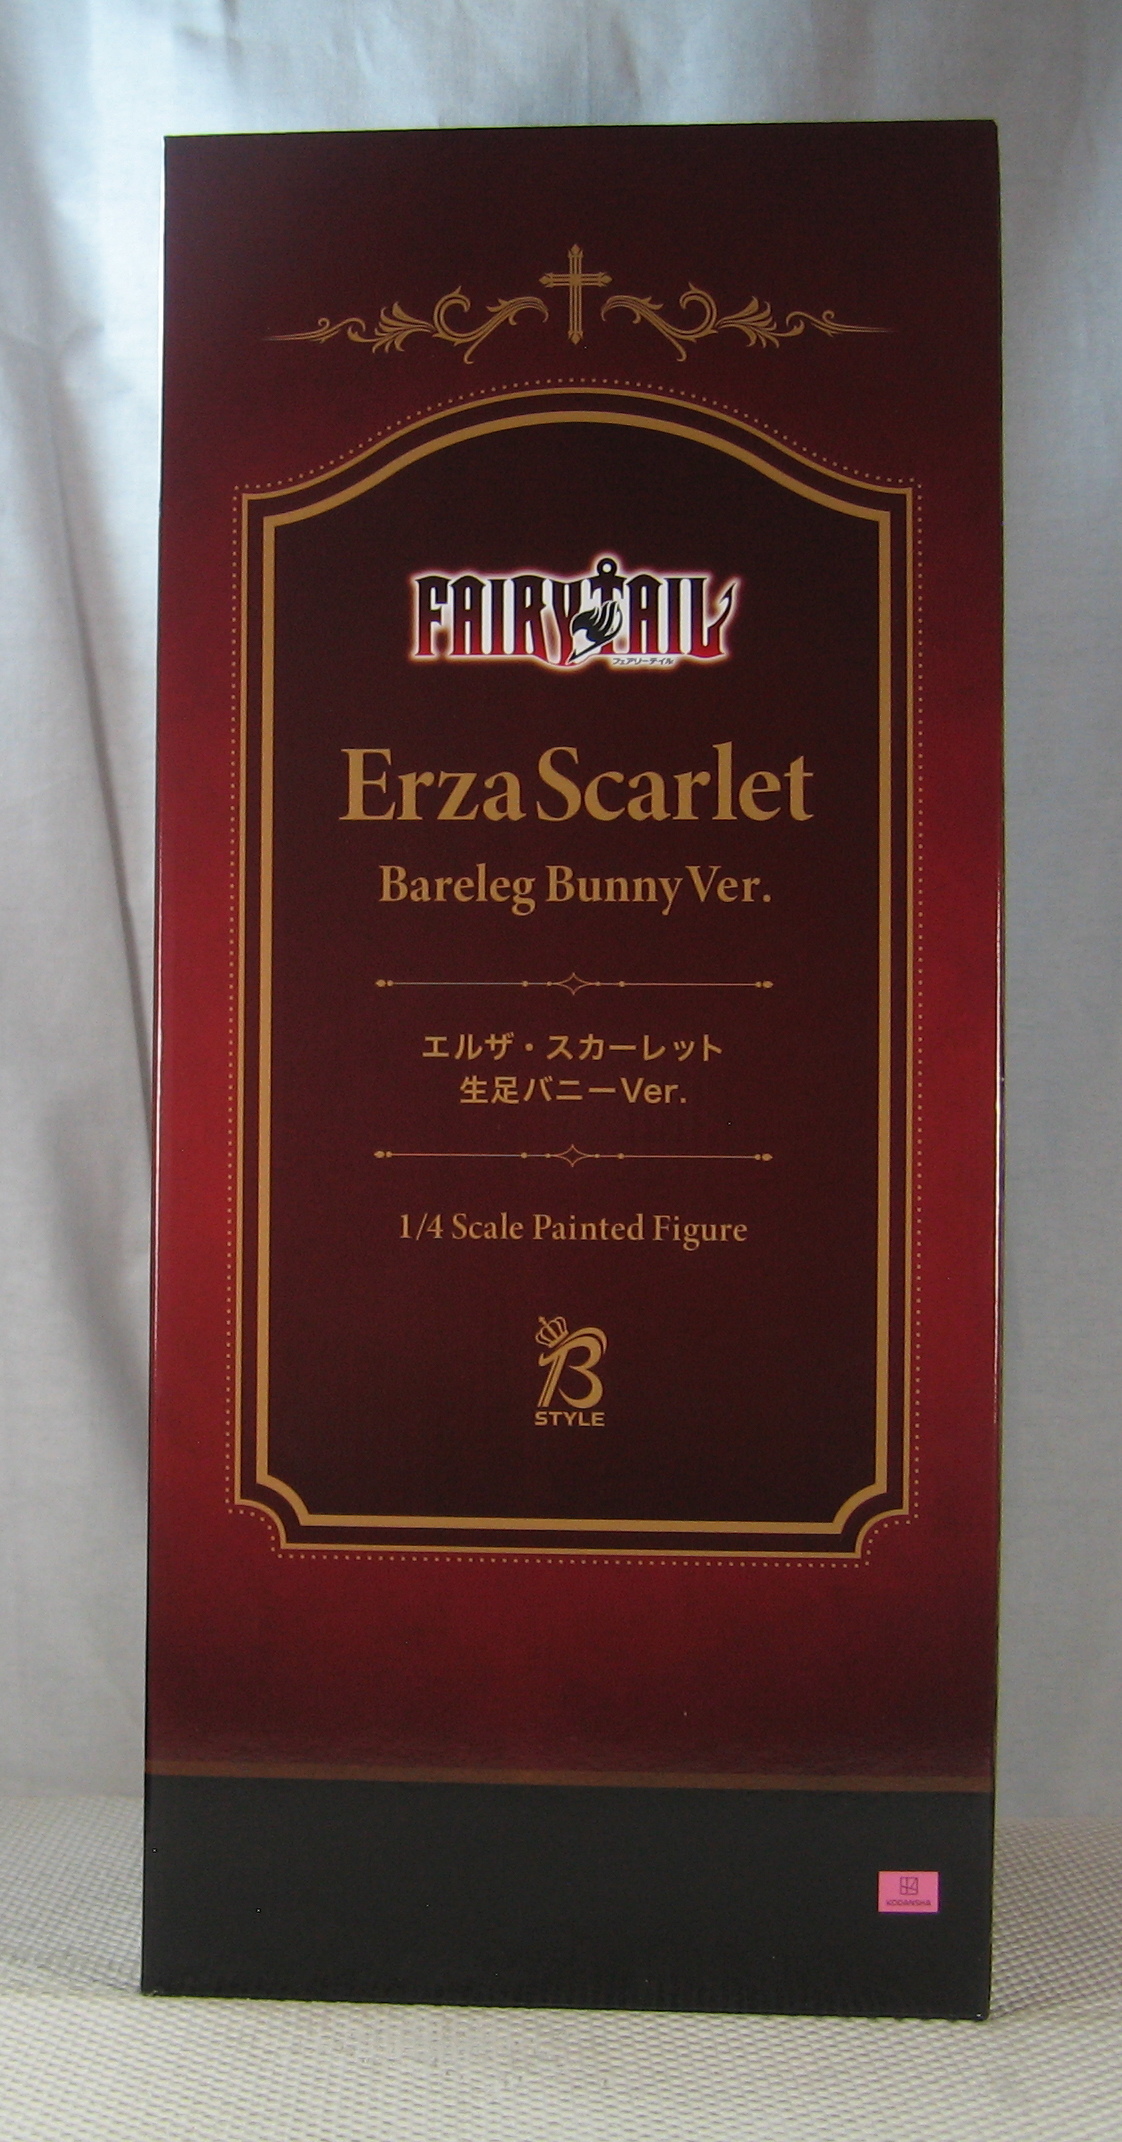 FAIRY TAIL
フェアリーテイル
Erza Scarlet
Bareleg Bunny Ver.
エルザ・スカーレット
生足バニーVer.
1/4 Scale Painted Figure
B
STYLE
KODANSHA